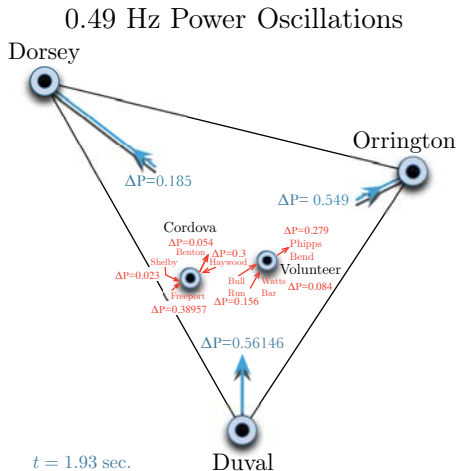 0.49 Hz Power Oscillations
Dorsey
Orrington
ΔP=0.185
ΔP= 0.549
Cordova
ΔP=0.054
Benton
ΔP=0.3
Shelby
Haywood
ΔP=0.023
Freeport
ΔP=0.38957
ΔP=0.279
Phipps
Bend
Volunteer
Bull
Watts
Run
Bar
ΔP=0.084
ΔP=0.156
ΔP=0.56146
t = 1.93 sec.
Duval